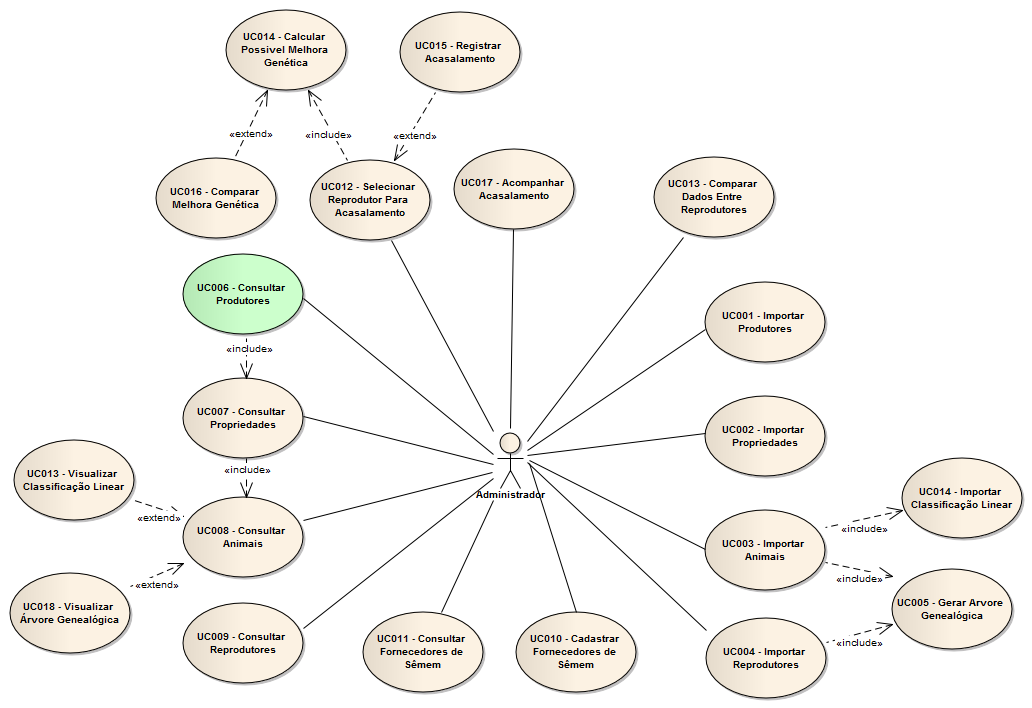 UC014 - Calcular
Possivel Melhora
Genética
UC015 - Registrar
Acasalamento
«extend»
«include»
«extend»
UC016 - Comparar
Melhora Genética
UC012 - Selecionar
Reprodutor Para
Acasalamento
UC017 - Acompanhar
Acasalamento
UC013 - Comparar
Dados Entre
Reprodutores
UC006 - Consultar
Produtores
UC001 - Importar
Produtores
«include»
UC007 - Consultar
Propriedades
UC002 - Importar
Propriedades
«include»
UC013 - Visualizar
Classificação Linear
Administrador
UC014 - Importar
Classificação Linear
«extend»
«include»
UC008 - Consultar
Animais
UC003 - Importar
Animais
«extend»
«include»
UC018 - Visualizar
Árvore Genealógica
UC005 - Gerar Arvore
Genealógica
UC009 - Consultar
Reprodutores
UC011 - Consultar
Fornecedores de
Sêmem
UC010 - Cadastrar
Fornecedores de
Sêmem
«include»
UC004 - Importar
Reprodutores